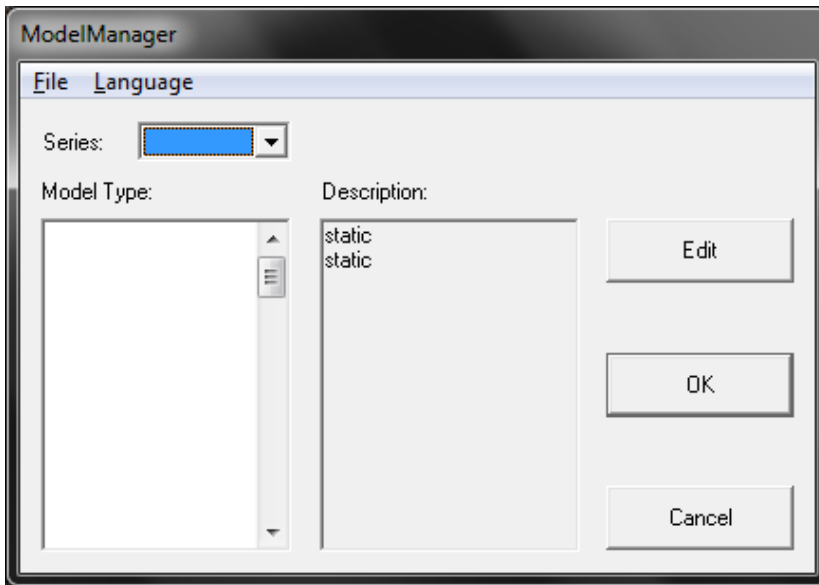 ModelManager
File Language
Series:
Model Type:
Description:
static
static
Edit
OK
Cancel